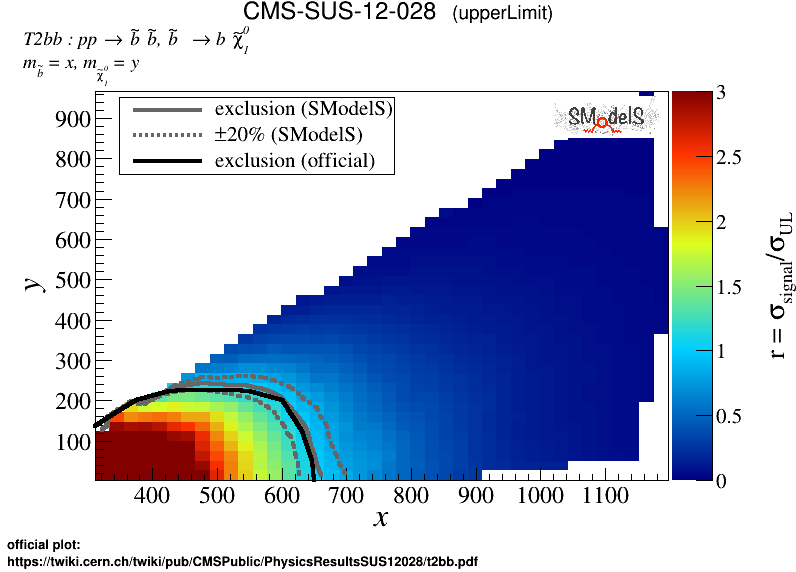 CMS-SUS-12-028 (upperLimit)
T2bb : pp → b̃ b̃, b̃ → b χ̃₁⁰
m_b̃ = x, m_χ̃₁⁰ = y
exclusion (SModelS)
±20% (SModelS)
exclusion (official)
SModelS
900
800
700
600
500
400
300
200
100
y
400 500 600 700 800 900 1000 1100
x
3
2.5
2
1.5
1
0.5
0
r = σ_signal/σ_UL
official plot:
https://twiki.cern.ch/twiki/pub/CMSPublic/PhysicsResultsSUS12028/t2bb.pdf